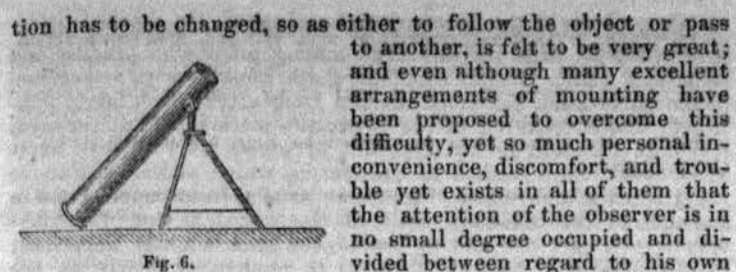 tion has to be changed, so as either to follow the object or pass
to another, is felt to be very great;
and even although many excellent
arrangements of mounting have
been proposed to overcome this
difficulty, yet so much personal in-
convenience, discomfort, and trou-
ble yet exists in all of them that
the attention of the observer is in
no small degree occupied and di-
vided between regard to his own
Fig. 6.